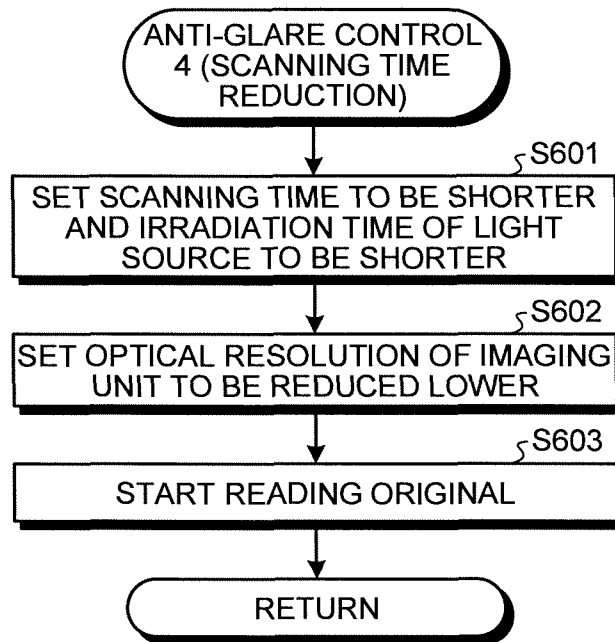 ANTI-GLARE CONTROL
4 (SCANNING TIME
REDUCTION)
S601
SET SCANNING TIME TO BE SHORTER
AND IRRADIATION TIME OF LIGHT
SOURCE TO BE SHORTER
S602
SET OPTICAL RESOLUTION OF IMAGING
UNIT TO BE REDUCED LOWER
S603
START READING ORIGINAL
RETURN